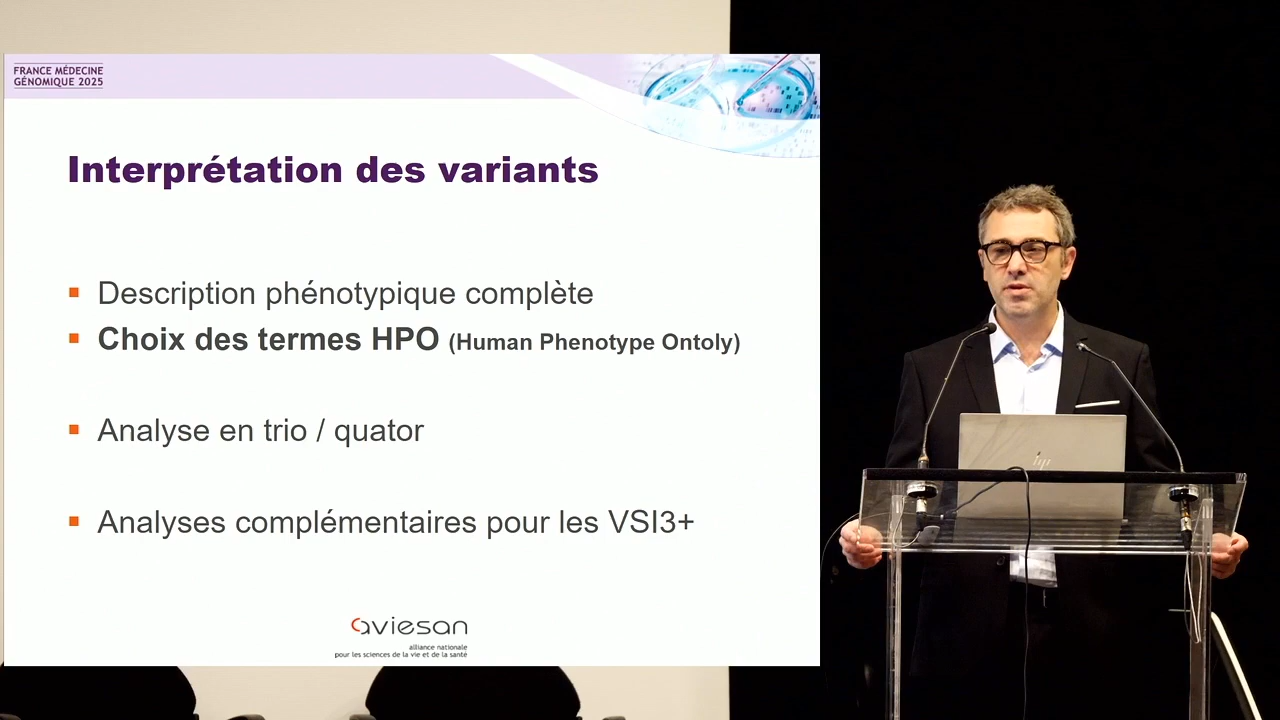 FRANCE MÉDECINE
GÉNOMIQUE 2025
Interprétation des variants
Description phénotypique complète
Choix des termes HPO (Human Phenotype Ontoly)
Analyse en trio / quator
Analyses complémentaires pour les VSI3+
aviesan
alliance nationale
pour les sciences de la vie et de la santé
hp